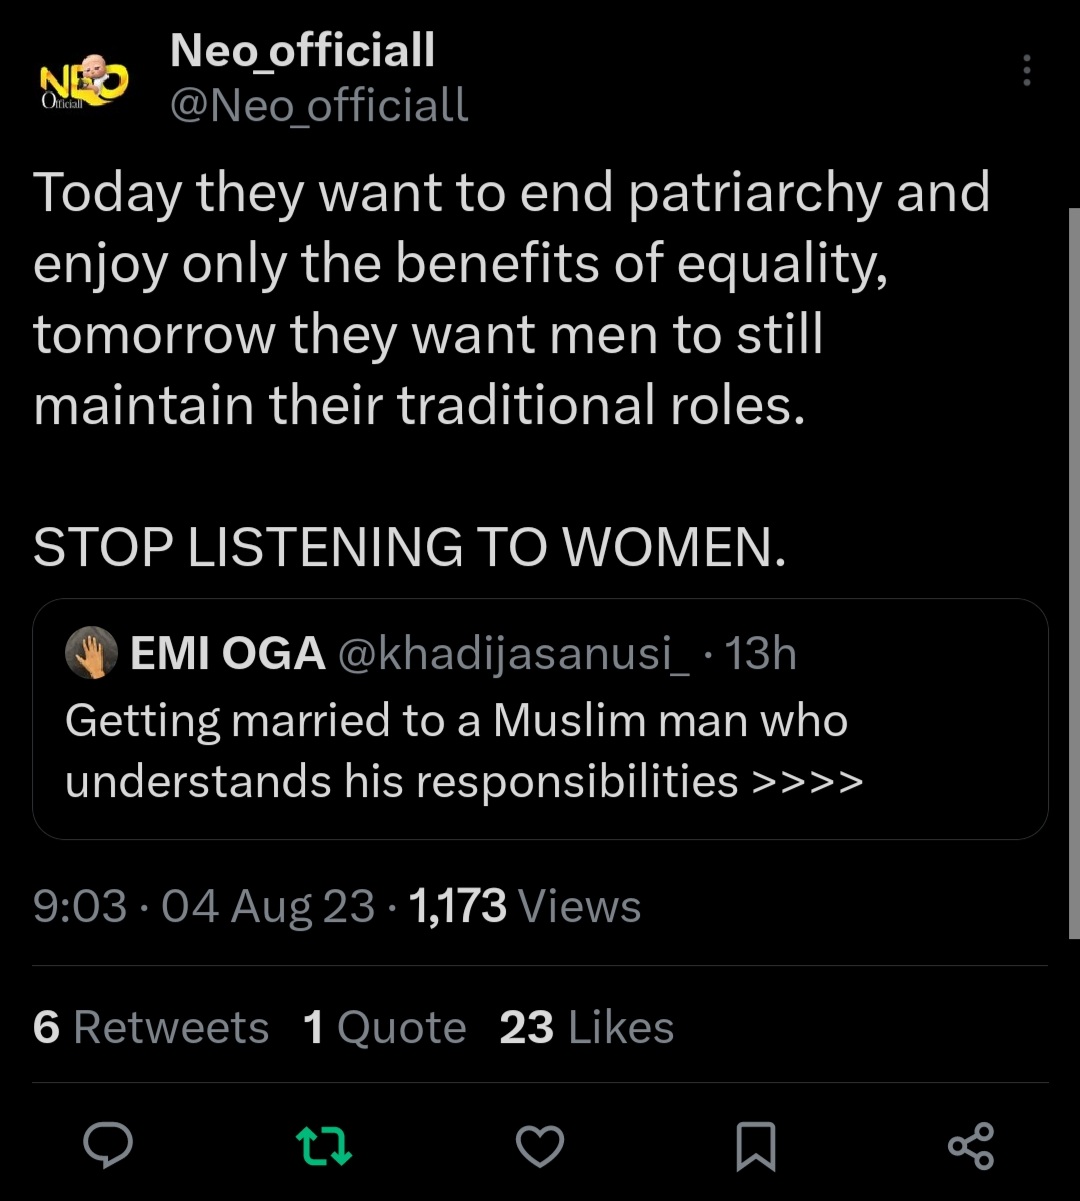 NEO
Officiall
Neo_officiall
@Neo_officiall
Today they want to end patriarchy and
enjoy only the benefits of equality,
tomorrow they want men to still
maintain their traditional roles.
STOP LISTENING TO WOMEN.
EMI OGA @khadijasanusi_ · 13h
Getting married to a Muslim man who
understands his responsibilities >>>>
9:03 · 04 Aug 23 · 1,173 Views
6 Retweets 1 Quote 23 Likes